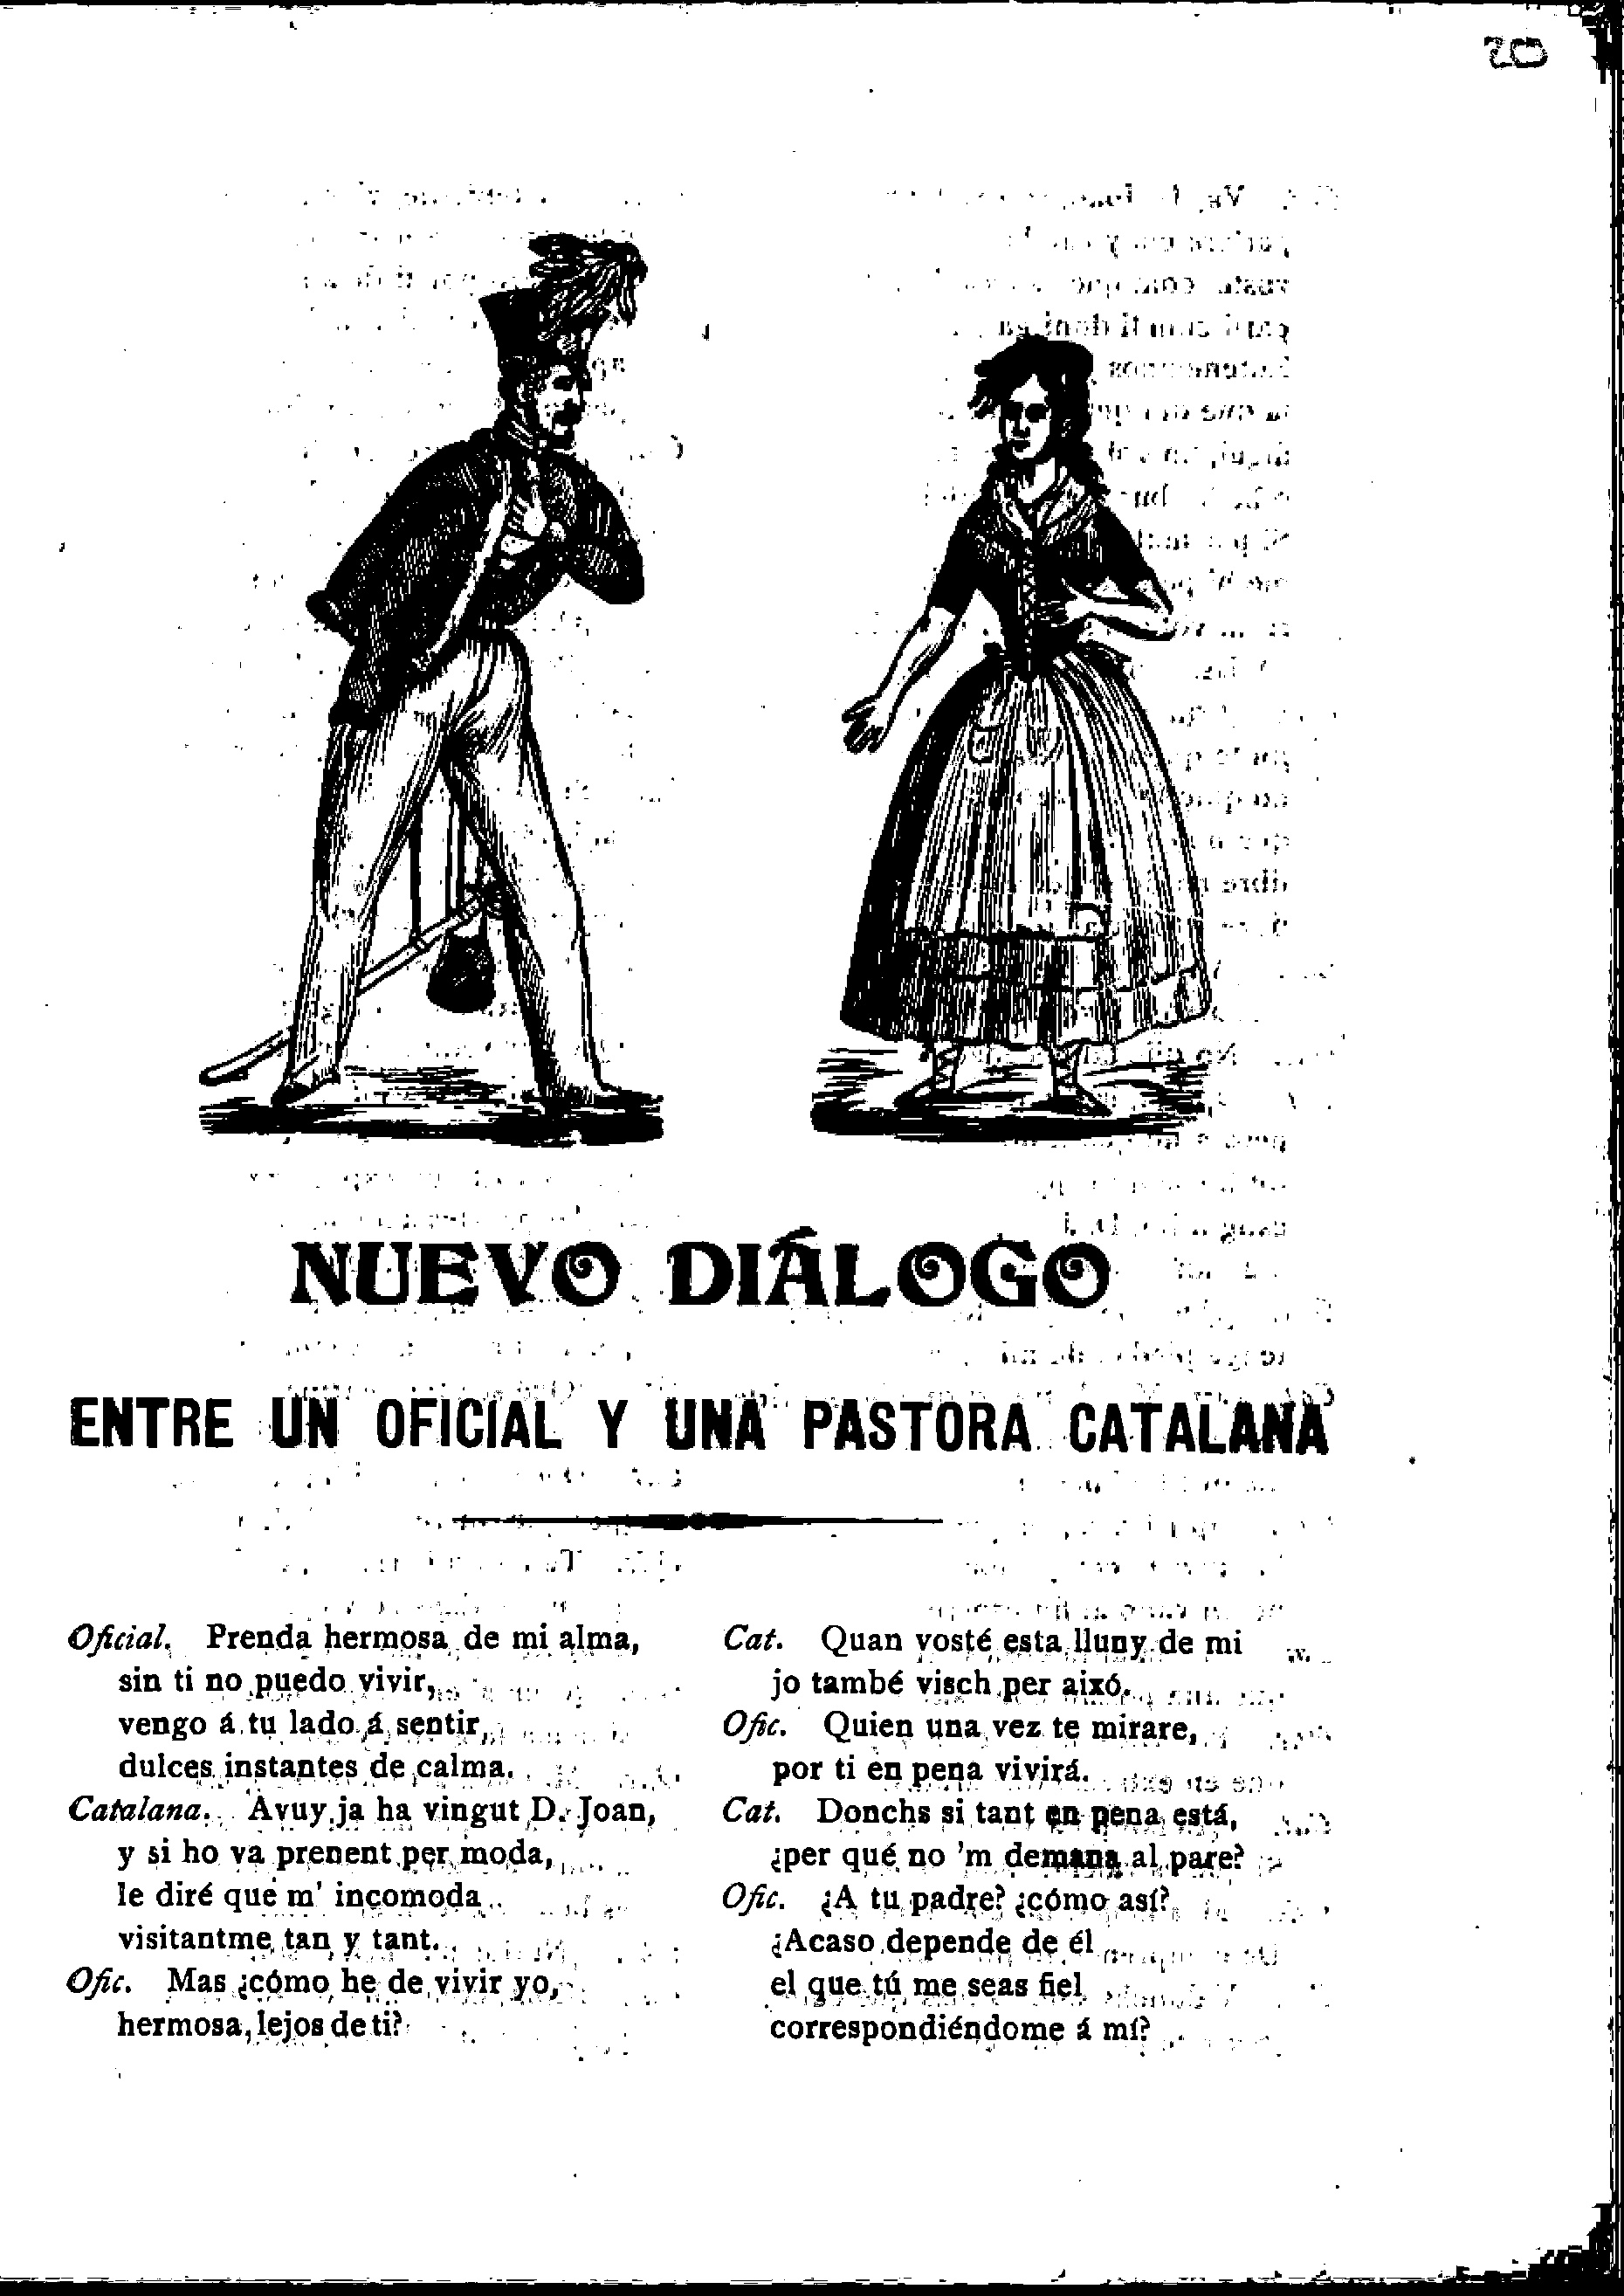 20
NUEVO DIÁLOGO
ENTRE UN OFICIAL Y UNA PASTORA CATALANA
Oficial. Prenda hermosa de mi alma,
sin ti no puedo vivir,
vengo á tu lado á sentir,
dulces instantes de calma.
Catalana. Avuy ja ha vingut D. Joan,
y si ho va prenent per moda,
le diré que m' incomoda
visitantme tan y tant.
Ofic. Mas ¿cómo he de vivir yo,
hermosa, lejos de ti?
Cat. Quan vosté esta lluny de mi
jo també visch per aixó.
Ofic. Quien una vez te mirare,
por ti en pena vivirá.
Cat. Donchs si tant en pena está,
¿per qué no 'm demana al pare?
Ofic. ¿A tu padre? ¿cómo así?
¿Acaso depende de él
el que tú me seas fiel
correspondiéndome á mí?